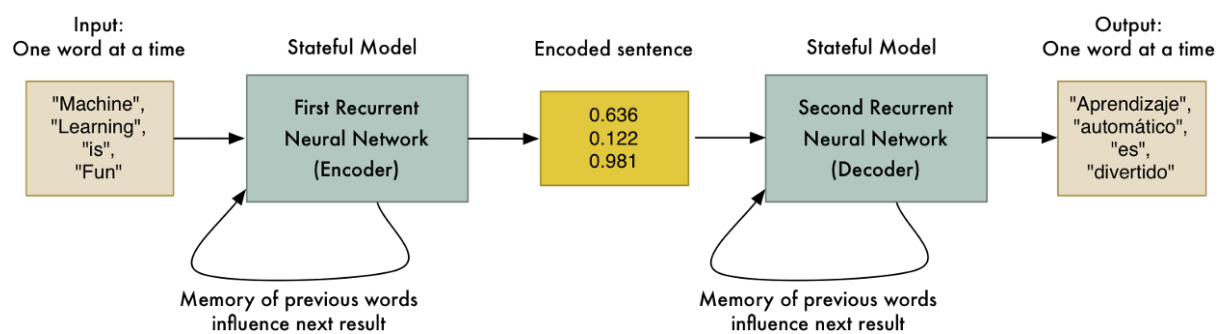 Input:
One word at a time
"Machine",
"Learning",
"is",
"Fun"
Stateful Model
First Recurrent
Neural Network
(Encoder)
Memory of previous words
influence next result
Encoded sentence
0.636
0.122
0.981
Stateful Model
Second Recurrent
Neural Network
(Decoder)
Memory of previous words
influence next result
Output:
One word at a time
"Aprendizaje",
"automático",
"es",
"divertido"